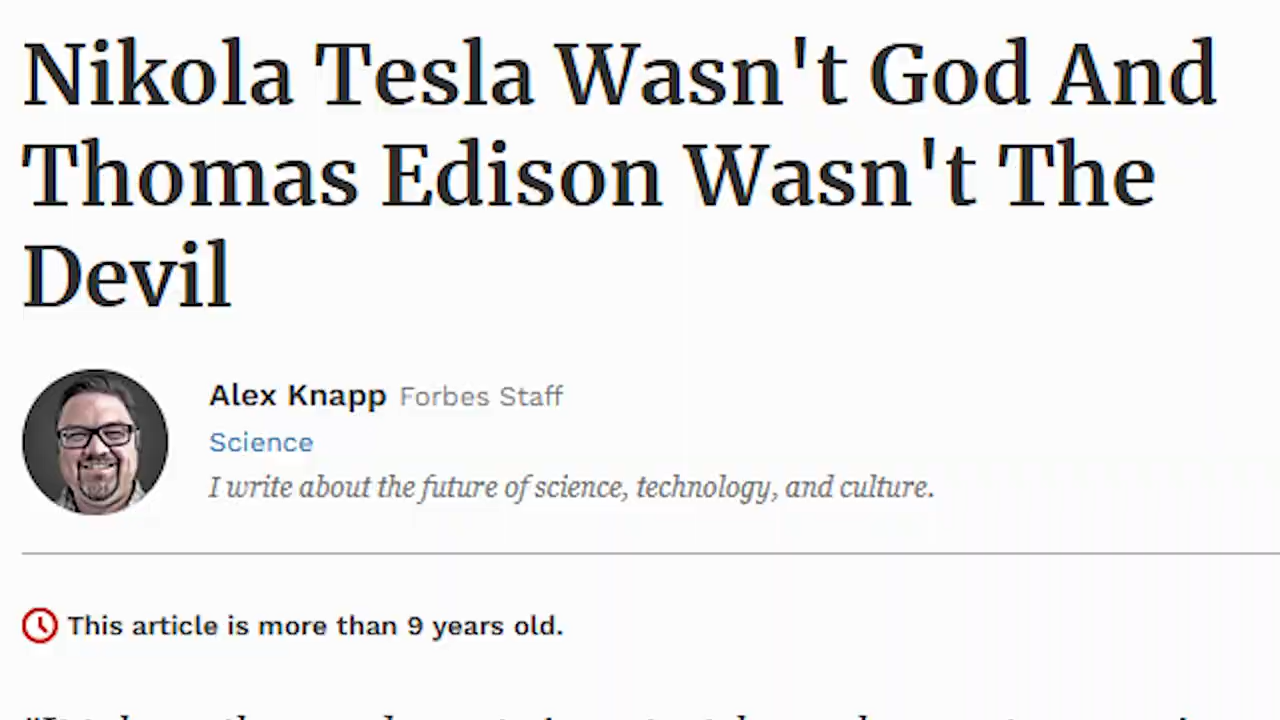 Nikola Tesla Wasn't God And
Thomas Edison Wasn't The
Devil
Alex Knapp Forbes Staff
Science
I write about the future of science, technology, and culture.
This article is more than 9 years old.